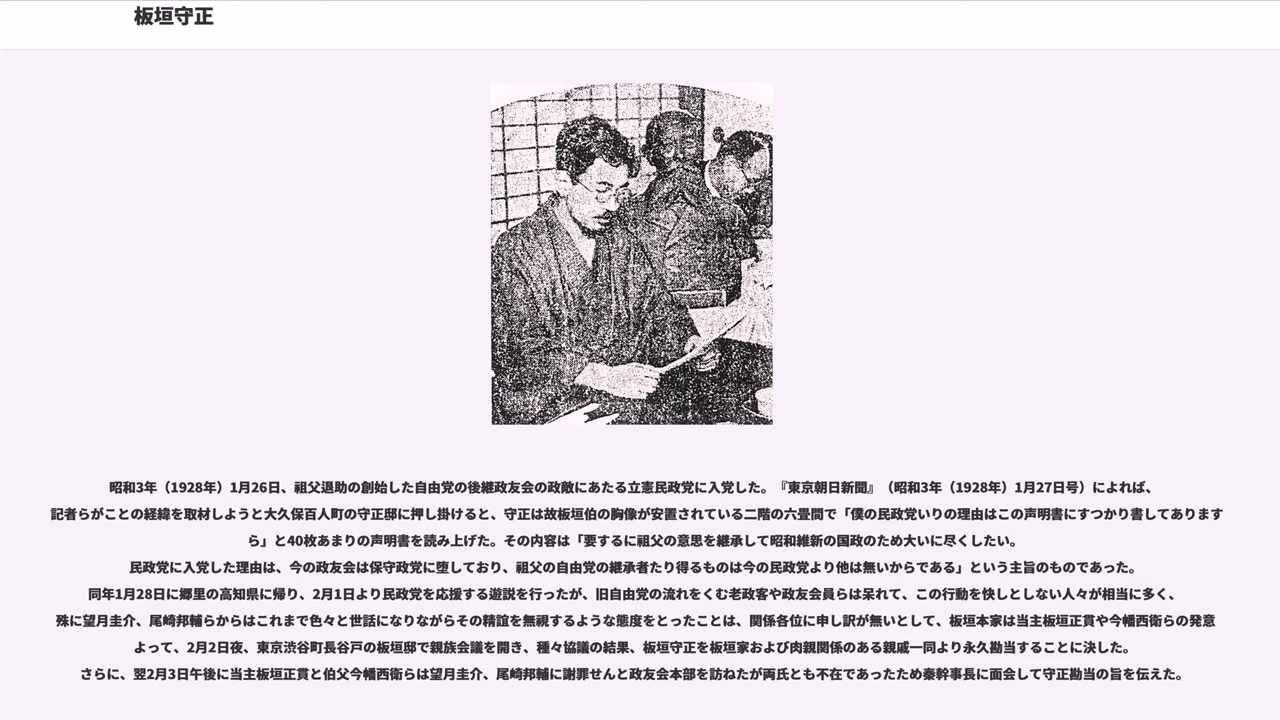 板垣守正
昭和3年（1928年）1月26日、祖父退助の創始した自由党の後継政友会の政敵にあたる立憲民政党に入党した。『東京朝日新聞』（昭和3年（1928年）1月27日号）によれば、
記者らがことの経緯を取材しようと大久保百人町の守正邸に押し掛けると、守正は故板垣伯の胸像が安置されている二階の六畳間で「僕の民政党いりの理由はこの声明書にすつかり書してあります
ら」と40枚あまりの声明書を読み上げた。その内容は「要するに祖父の意思を継承して昭和維新の国政のため大いに尽くしたい。
民政党に入党した理由は、今の政友会は保守政党に堕しており、祖父の自由党の継承者たり得るものは今の民政党より他は無いからである」という主旨のものであった。
同年1月28日に郷里の高知県に帰り、2月1日より民政党を応援する遊説を行ったが、旧自由党の流れをくむ老政客や政友会員らは呆れて、この行動を快しとしない人々が相当に多く、
殊に望月圭介、尾崎邦輔らからはこれまで色々と世話になりながらその精誼を無視するような態度をとったことは、関係各位に申し訳が無いとして、板垣本家は当主板垣正貫や今幡西衛らの発意
よって、2月2日夜、東京渋谷町長谷戸の板垣邸で親族会議を開き、種々協議の結果、板垣守正を板垣家および肉親関係のある親戚一同より永久勘当することに決した。
さらに、翌2月3日午後に当主板垣正貫と伯父今幡西衛らは望月圭介、尾崎邦輔に謝罪せんと政友会本部を訪ねたが両氏とも不在であったため秦幹事長に面会して守正勘当の旨を伝えた。